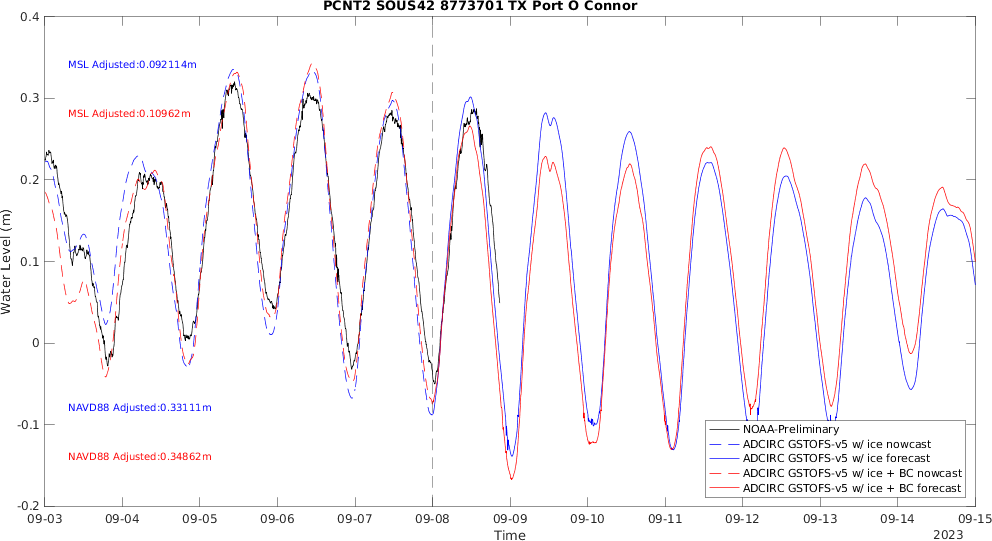 PCNT2 SOUS42 8773701 TX Port O Connor
0.4
0.3
0.2
0.1
0
-0.1
-0.2
Water Level (m)
MSL Adjusted:0.092114m
MSL Adjusted:0.10962m
NAVD88 Adjusted:0.33111m
NAVD88 Adjusted:0.34862m
NOAA-Preliminary
ADCIRC GSTOFS-v5 w/ ice nowcast
ADCIRC GSTOFS-v5 w/ ice forecast
ADCIRC GSTOFS-v5 w/ ice + BC nowcast
ADCIRC GSTOFS-v5 w/ ice + BC forecast
09-03 09-04 09-05 09-06 09-07 09-08 09-09 09-10 09-11 09-12 09-13 09-14 09-15
Time
2023